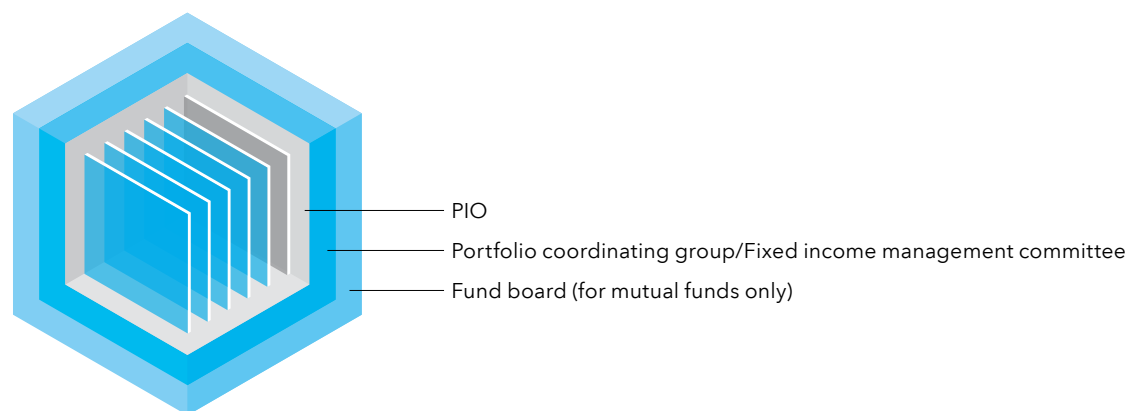 PIO
Portfolio coordinating group/Fixed income management committee
Fund board (for mutual funds only)